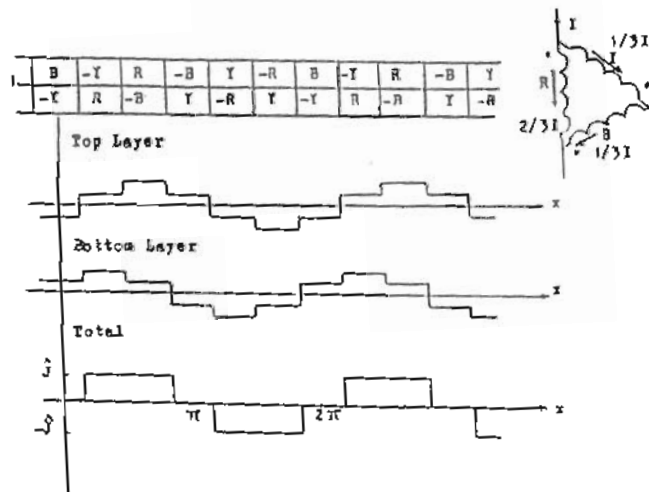 I
1/3I
I
B -Y R -B Y -R B -Y R -B Y
-Y R -B Y -R Y -Y R -R Y -R
R
2/3I
B
1/3I
Top Layer
x
Bottom Layer
x
Total
Ĵ
π
2π
x
-Ĵ